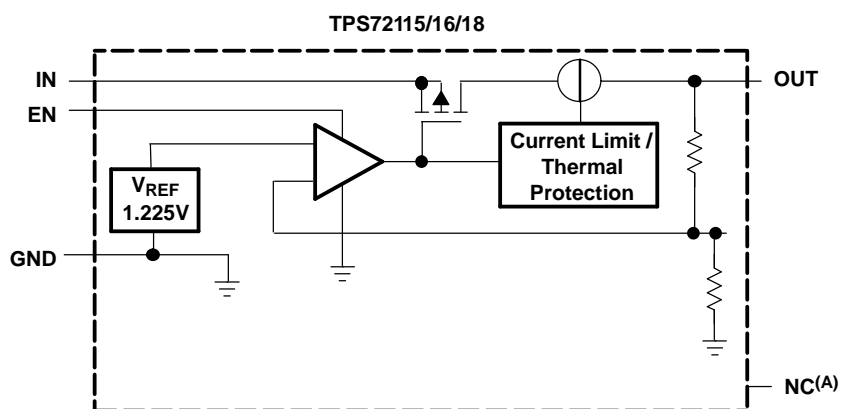 TPS72115/16/18
IN
OUT
EN
Current Limit /
Thermal
Protection
VREF
1.225V
GND
NC(A)